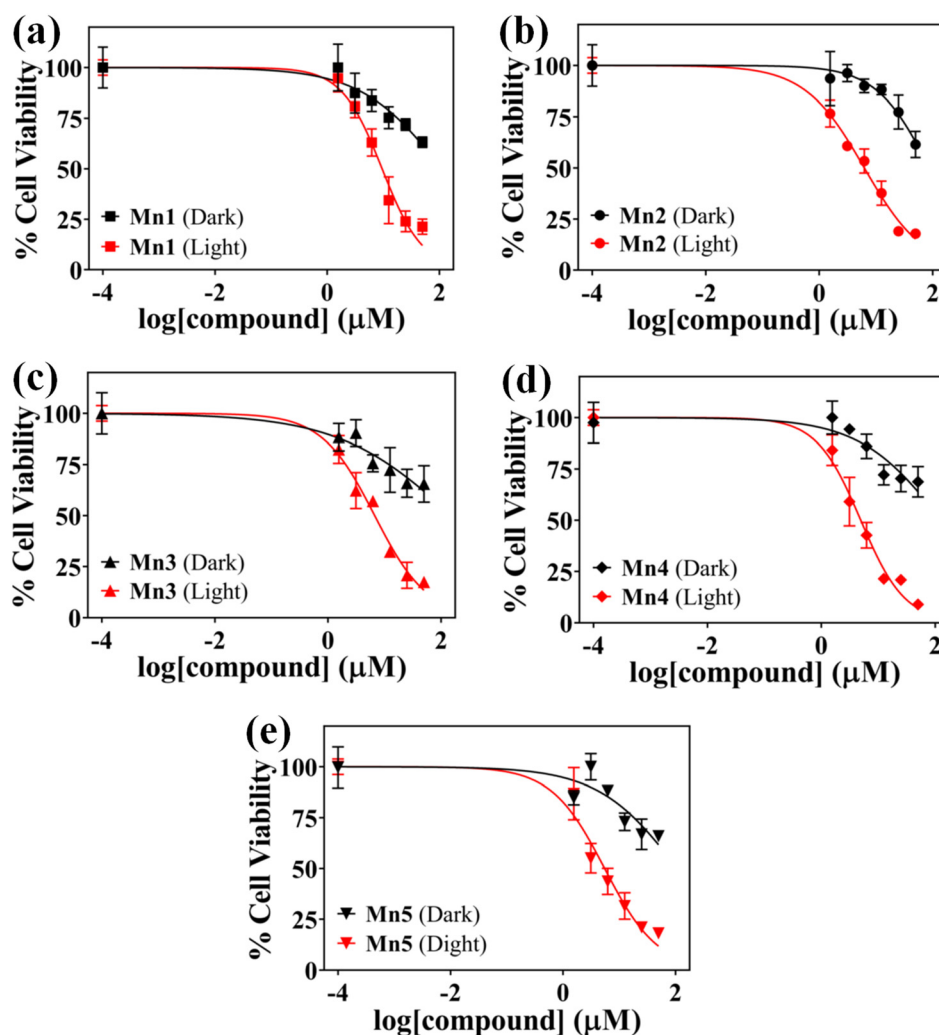 (a)
% Cell Viability
100
75
50
25
0
Mn1 (Dark)
Mn1 (Light)
-4
-2
0
2
log[compound] (μM)
(b)
% Cell Viability
100
75
50
25
0
Mn2 (Dark)
Mn2 (Light)
-4
-2
0
2
log[compound] (μM)
(c)
% Cell Viability
100
75
50
25
0
Mn3 (Dark)
Mn3 (Light)
-4
-2
0
2
log[compound] (μM)
(d)
% Cell Viability
100
75
50
25
0
Mn4 (Dark)
Mn4 (Light)
-4
-2
0
2
log[compound] (μM)
(e)
% Cell Viability
100
75
50
25
0
Mn5 (Dark)
Mn5 (Dight)
-4
-2
0
2
log[compound] (μM)